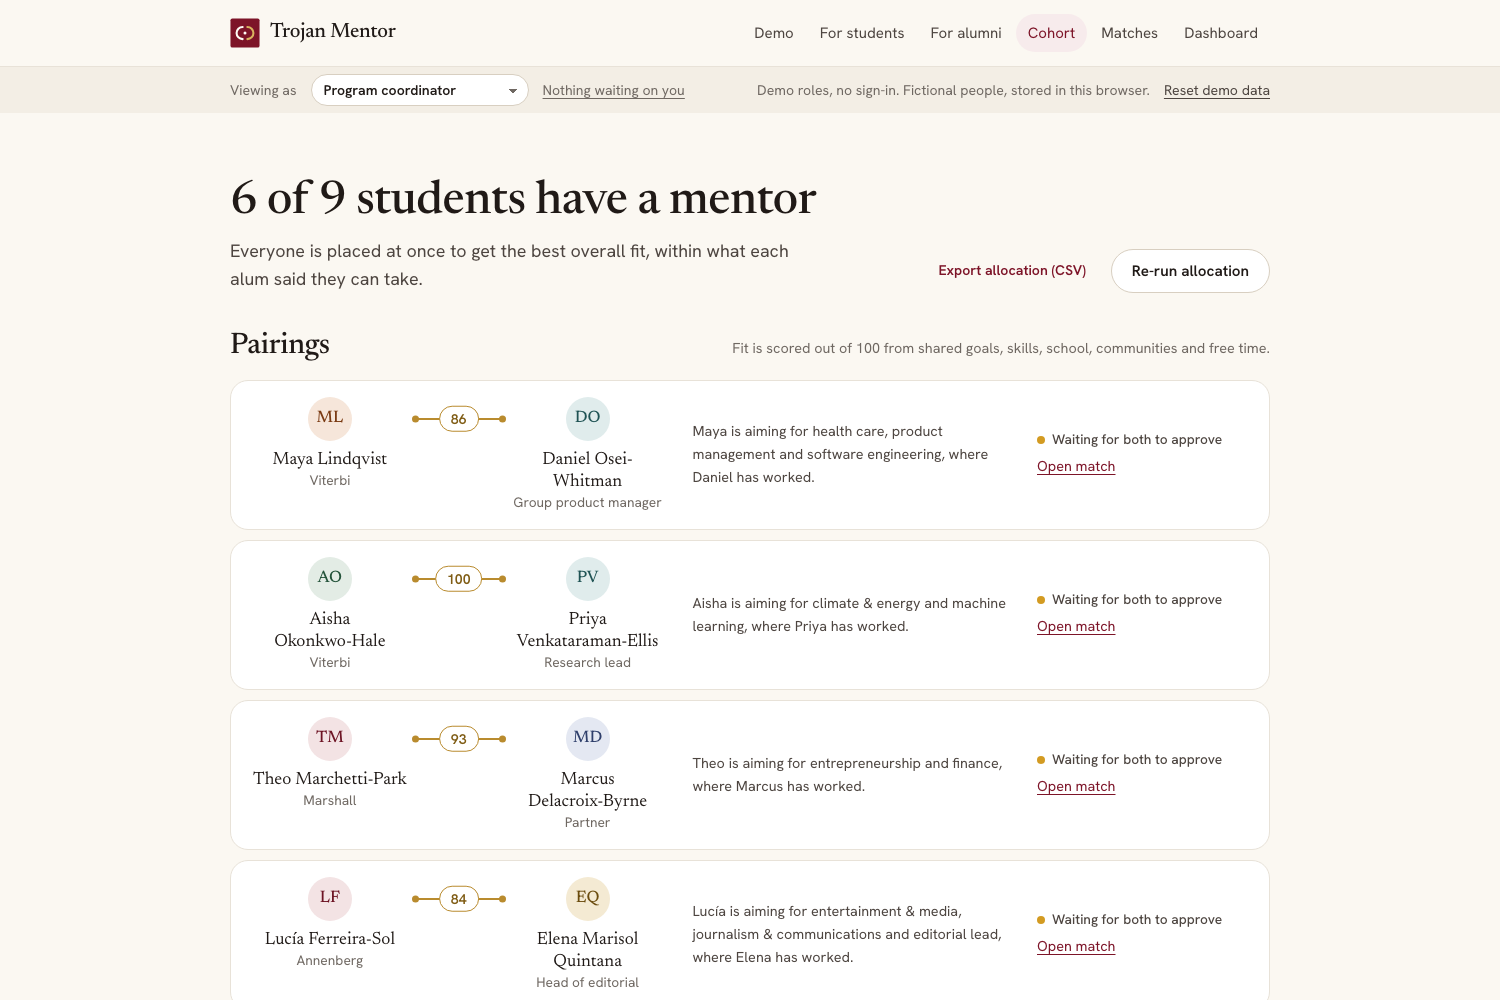 Trojan Mentor
Demo
For students
For alumni
Cohort
Matches
Dashboard
Viewing as
Program coordinator
Nothing waiting on you
Demo roles, no sign-in. Fictional people, stored in this browser.
Reset demo data
6 of 9 students have a mentor
Everyone is placed at once to get the best overall fit, within what each
alum said they can take.
Export allocation (CSV)
Re-run allocation
Pairings
Fit is scored out of 100 from shared goals, skills, school, communities and free time.
ML
Maya Lindqvist
Viterbi
86
DO
Daniel Osei-
Whitman
Group product manager
Maya is aiming for health care, product
management and software engineering, where
Daniel has worked.
Waiting for both to approve
Open match
AO
Aisha
Okonkwo-Hale
Viterbi
100
PV
Priya
Venkataraman-Ellis
Research lead
Aisha is aiming for climate & energy and machine
learning, where Priya has worked.
Waiting for both to approve
Open match
TM
Theo Marchetti-Park
Marshall
93
MD
Marcus
Delacroix-Byrne
Partner
Theo is aiming for entrepreneurship and finance,
where Marcus has worked.
Waiting for both to approve
Open match
LF
Lucía Ferreira-Sol
Annenberg
84
EQ
Elena Marisol
Quintana
Head of editorial
Lucía is aiming for entertainment & media,
journalism & communications and editorial lead,
where Elena has worked.
Waiting for both to approve
Open match